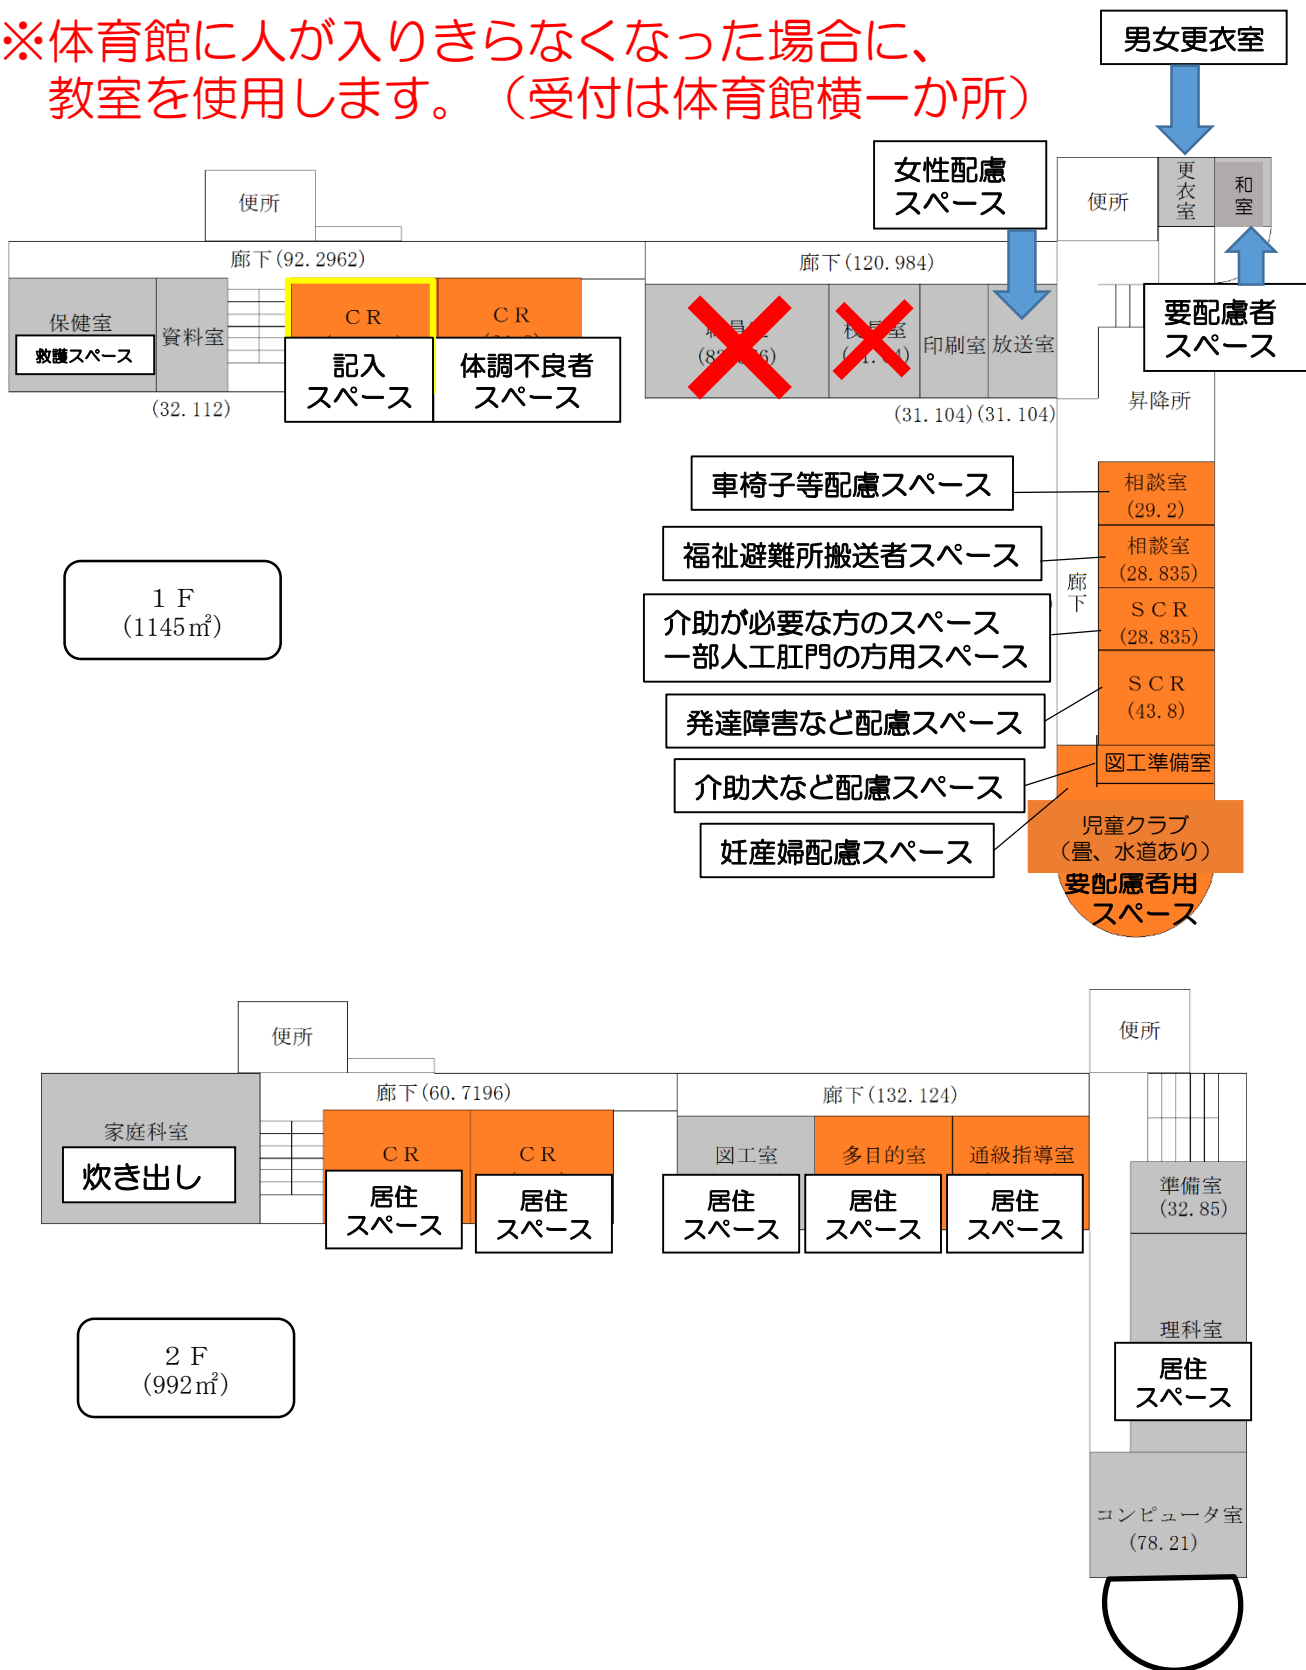 ※体育館に人が入りきらなくなった場合に、
教室を使用します。（受付は体育館横一か所）
男女更衣室
女性配慮
スペース
便所
便所
更衣室
和室
廊下(92.2962)
廊下(120.984)
保健室
救護スペース
資料室
CR
CR
記入
スペース
体調不良者
スペース
印刷室
放送室
要配慮者
スペース
(32.112)
(31.104)
(31.104)
昇降所
車椅子等配慮スペース
相談室
(29.2)
福祉避難所搬送者スペース
相談室
(28.835)
廊下
介助が必要な方のスペース
一部人工肛門の方用スペース
SCR
(28.835)
発達障害など配慮スペース
SCR
(43.8)
介助犬など配慮スペース
図工準備室
妊産婦配慮スペース
児童クラブ
（畳、水道あり）
要配慮者用
スペース
1F
(1145㎡)
便所
便所
廊下(60.7196)
廊下(132.124)
家庭科室
炊き出し
CR
居住
スペース
CR
居住
スペース
図工室
居住
スペース
多目的室
居住
スペース
通級指導室
居住
スペース
準備室
(32.85)
理科室
居住
スペース
2F
(992㎡)
コンピュータ室
(78.21)